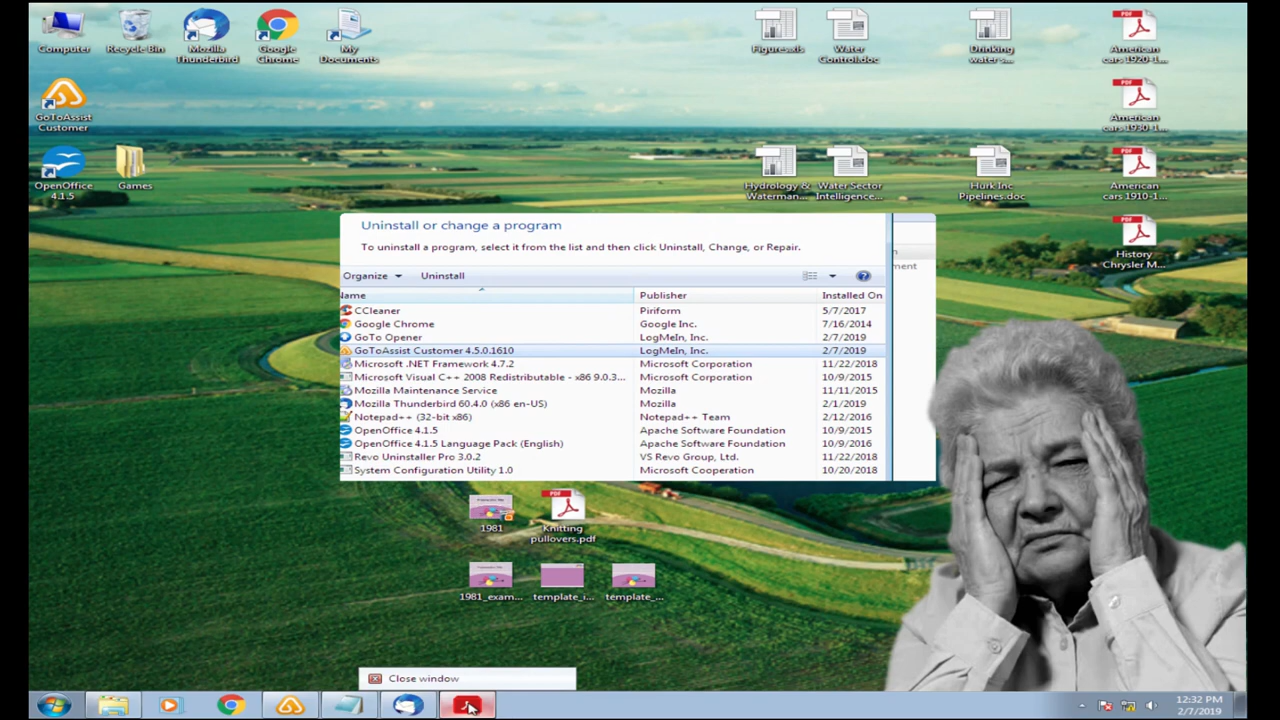 Computer
Recycle Bin
Mozilla
Thunderbird
Google
Chrome
My
Documents
Figures.xls
Water
Control.doc
Drinking
water s...
PDF
American
cars 1920-1...
GoToAssist
Customer
PDF
American
cars 1930-1...
OpenOffice
4.1.5
Games
Hydrology &
Waterman...
Water Sector
Intelligence...
Hurk Inc
Pipelines.doc
PDF
American
cars 1910-1...
PDF
History
Chrysler M...
Uninstall or change a program
To uninstall a program, select it from the list and then click Uninstall, Change, or Repair.
Organize Uninstall
Name Publisher Installed On
CCleaner Piriform 5/7/2017
Google Chrome Google Inc. 7/16/2014
GoTo Opener LogMeIn, Inc. 2/7/2019
GoToAssist Customer 4.5.0.1610 LogMeIn, Inc. 2/7/2019
Microsoft .NET Framework 4.7.2 Microsoft Corporation 11/22/2018
Microsoft Visual C++ 2008 Redistributable - x86 9.0.3... Microsoft Corporation 10/9/2015
Mozilla Maintenance Service Mozilla 11/11/2015
Mozilla Thunderbird 60.4.0 (x86 en-US) Mozilla 2/1/2019
Notepad++ (32-bit x86) Notepad++ Team 2/12/2016
OpenOffice 4.1.5 Apache Software Foundation 10/9/2015
OpenOffice 4.1.5 Language Pack (English) Apache Software Foundation 10/9/2016
Revo Uninstaller Pro 3.0.2 VS Revo Group, Ltd. 11/22/2018
System Configuration Utility 1.0 Microsoft Cooperation 10/20/2018
n
ment
1981
PDF
Knitting
pullovers.pdf
1981_exam...
template_i...
template_...
Close window
12:32 PM
2/7/2019